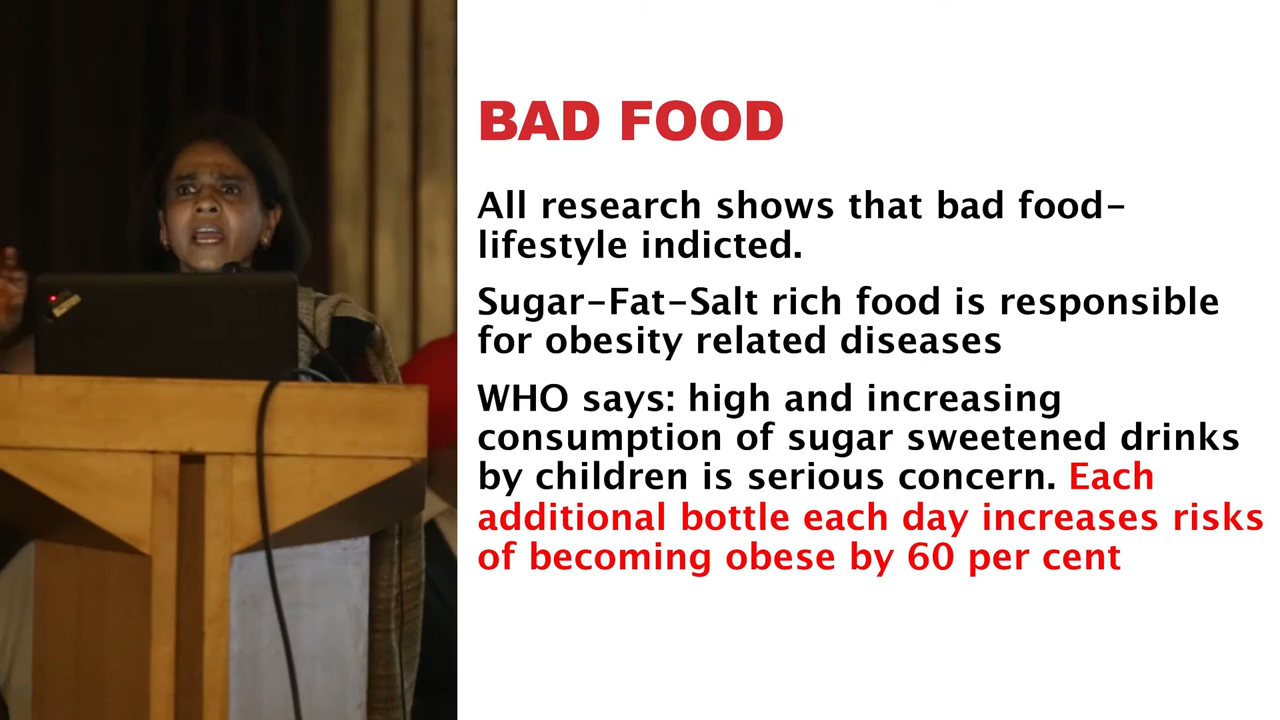 BAD FOOD
All research shows that bad food-
lifestyle indicted.
Sugar-Fat-Salt rich food is responsible
for obesity related diseases
WHO says: high and increasing
consumption of sugar sweetened drinks
by children is serious concern. Each
additional bottle each day increases risks
of becoming obese by 60 per cent